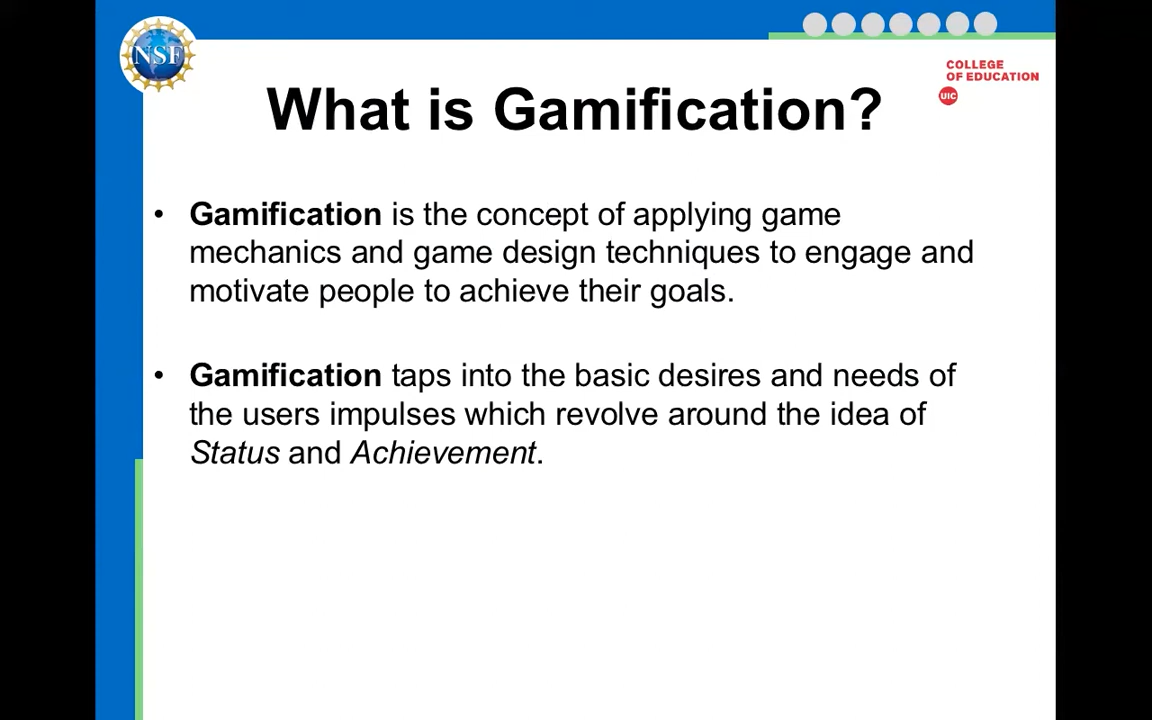 NSF
COLLEGE
OF EDUCATION
UIC
What is Gamification?
• Gamification is the concept of applying game
mechanics and game design techniques to engage and
motivate people to achieve their goals.
• Gamification taps into the basic desires and needs of
the users impulses which revolve around the idea of
Status and Achievement.